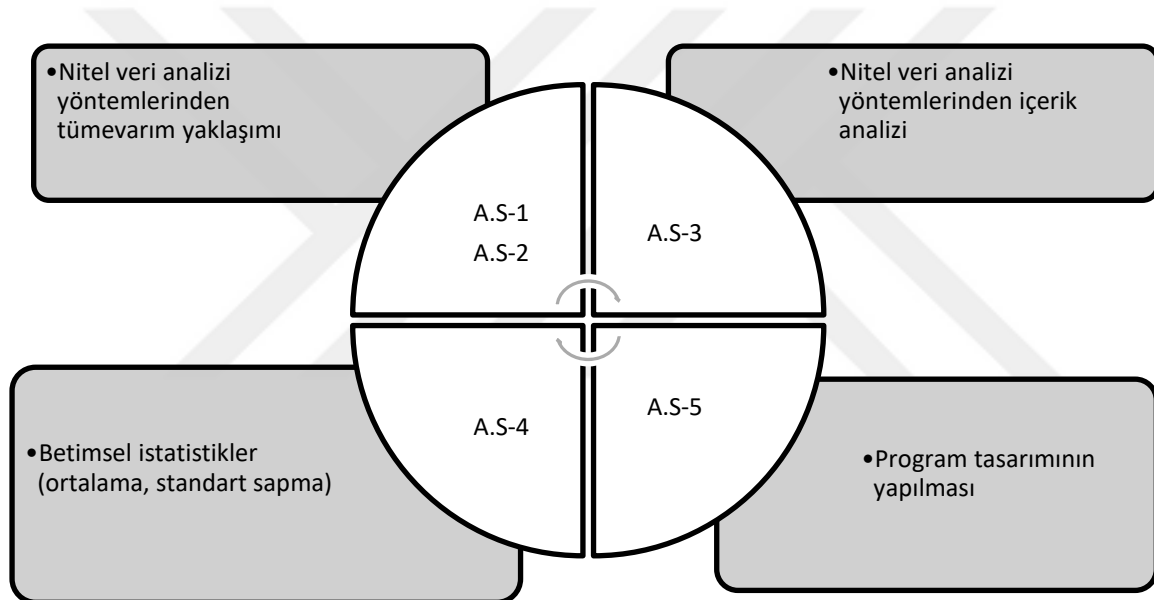 •Nitel veri analizi
yöntemlerinden
tümevarım yaklaşımı
•Nitel veri analizi
yöntemlerinden içerik
analizi
A.S-1
A.S-2
A.S-3
A.S-4
A.S-5
•Betimsel istatistikler
(ortalama, standart sapma)
•Program tasarımının
yapılması